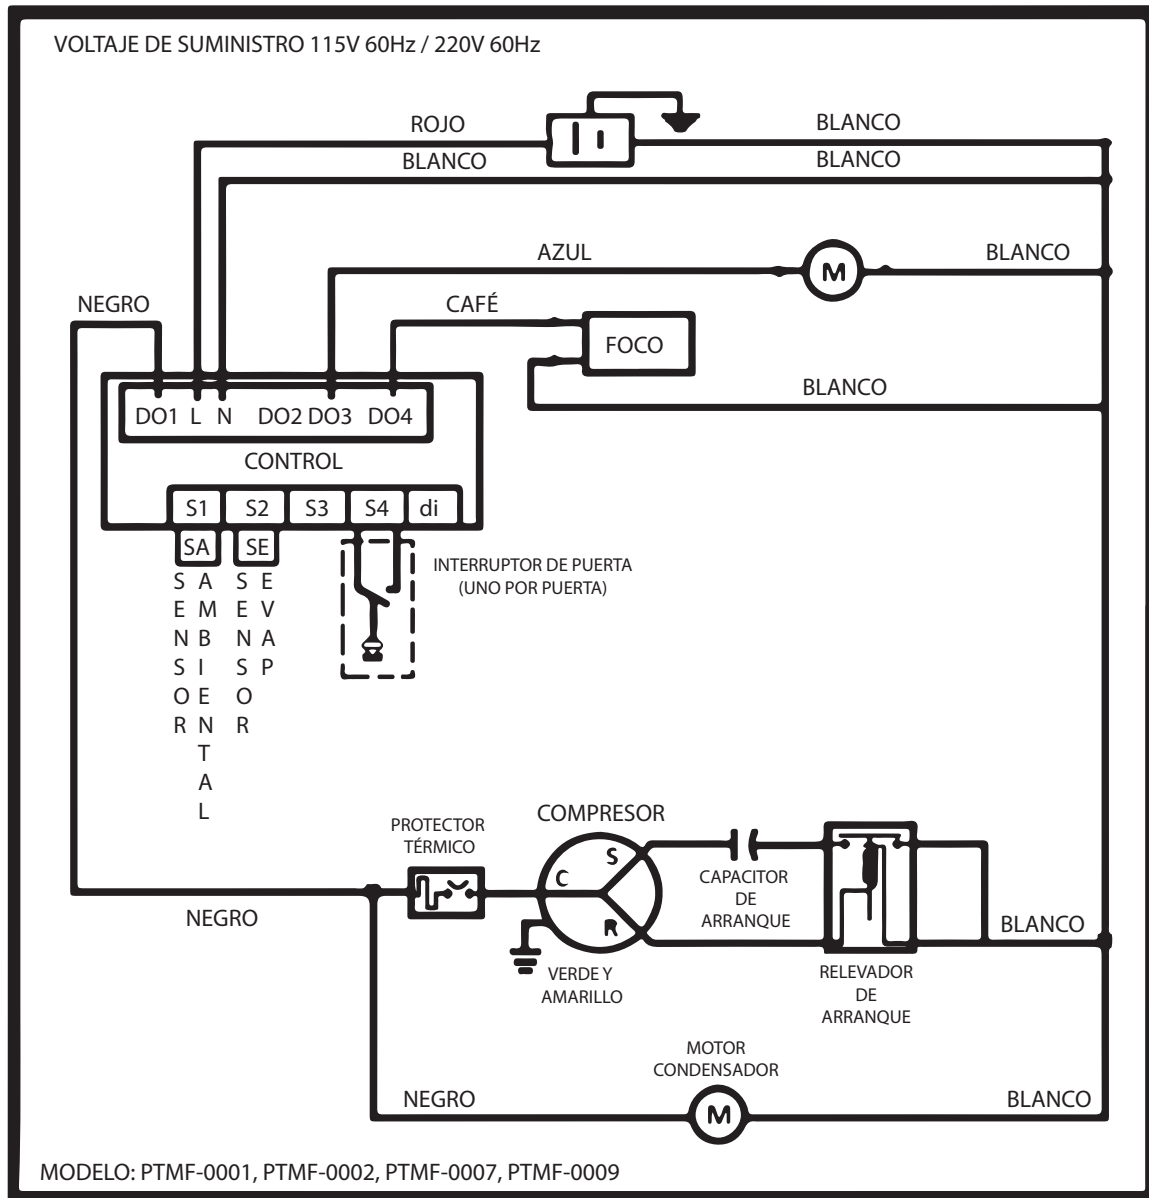 VOLTAJE DE SUMINISTRO 115V 60Hz / 220V 60Hz
ROJO
BLANCO
BLANCO
BLANCO
AZUL
M
BLANCO
NEGRO
CAFÉ
FOCO
BLANCO
DO1 L N DO2 DO3 DO4
CONTROL
S1 S2 S3 S4 di
SA SE
SENSOR
AMBIENTAL
SENSOR
EVAP
INTERRUPTOR DE PUERTA
(UNO POR PUERTA)
PROTECTOR
TÉRMICO
COMPRESOR
C
S
R
CAPACITOR
DE
ARRANQUE
NEGRO
VERDE Y
AMARILLO
RELEVADOR
DE
ARRANQUE
BLANCO
MOTOR
CONDENSADOR
NEGRO
M
BLANCO
MODELO: PTMF-0001, PTMF-0002, PTMF-0007, PTMF-0009